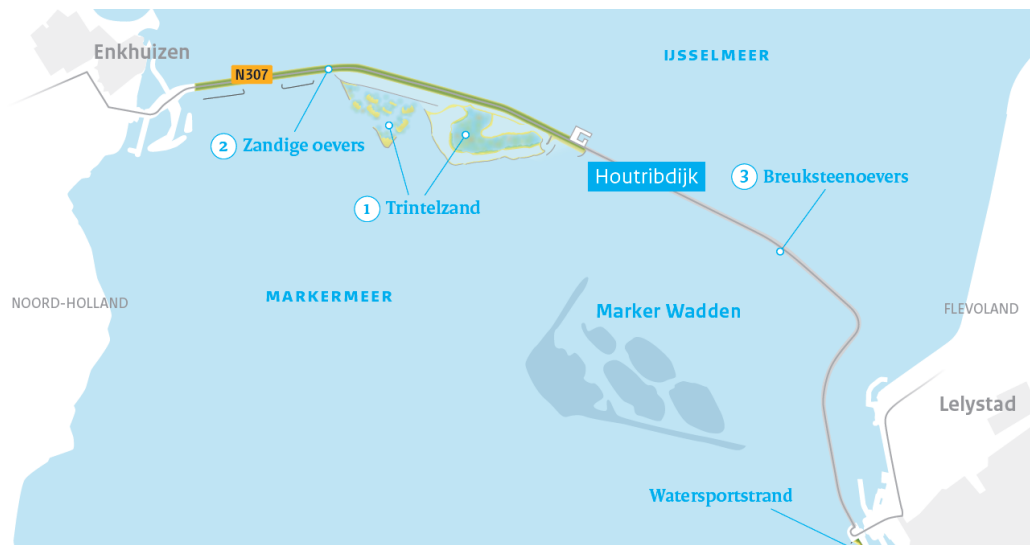 Enkhuizen
N307
IJSSELMEER
2 Zandige oevers
Houtribdijk
3 Breuksteenoevers
1 Trintelzand
MARKERMEER
NOORD-HOLLAND
Marker Wadden
FLEVOLAND
Lelystad
Watersportstrand